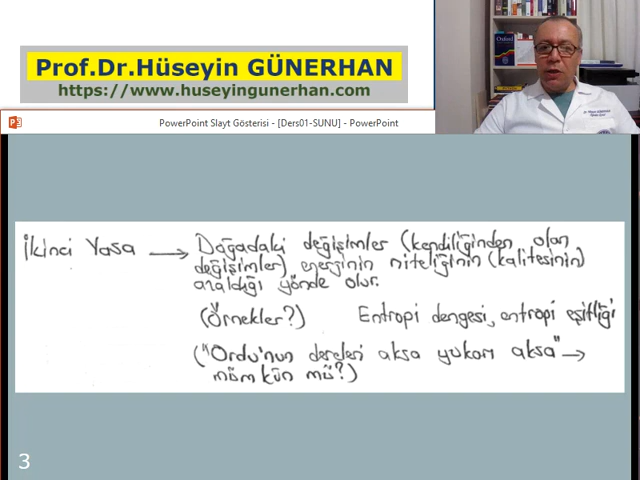 Prof.Dr.Hüseyin GÜNERHAN
https://www.huseyingunerhan.com
PowerPoint Slayt Gösterisi - [Ders01-SUNU] - PowerPoint
İkinci Yasa → Doğadaki değişimler (kendiliğinden olan
değişimler) enerjinin niteliğinin (kalitesinin)
azaldığı yönde olur.
(Örnekler?) Entropi dengesi, entropi eşitliği
("Ordu'nun dereleri aksa yukarı aksa" →
mümkün mü?)
3
Oxford